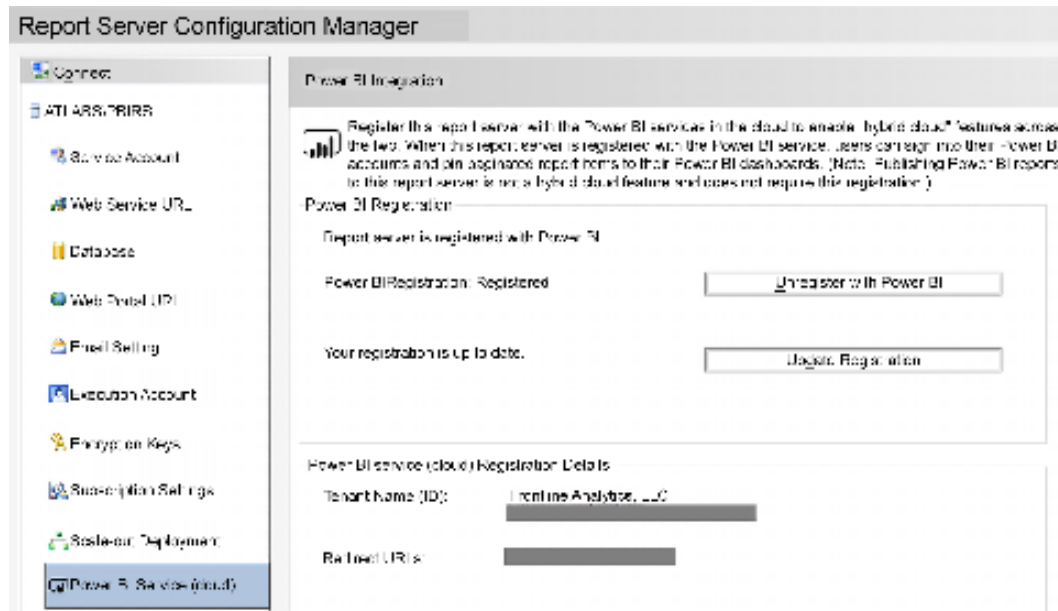 Report Server Configuration Manager
Connect
ATLABS/PBIRS
Service Account
Web Service URL
Database
Web Portal URL
Email Setting
Execution Account
Encryption Keys
Subscription Settings
Scale-out Deployment
Power BI Service (cloud)
Power BI Integration
Register this report server with the Power BI services in the cloud to enable "hybrid cloud" features across
the two. When this report server is registered with the Power BI service, users can sign into their Power BI
accounts and pin paginated report items to their Power BI dashboards. (Note: Publishing Power BI reports
to this report server is not a hybrid cloud feature and does not require this registration.)
Power BI Registration
Report server is registered with Power BI
Power BIRegistration: Registered
Unregister with Power BI
Your registration is up to date.
Update Registration
Power BI service (cloud) Registration Details
Tenant Name (ID):
Frontline Analytics, LLC
Redirect URLs: